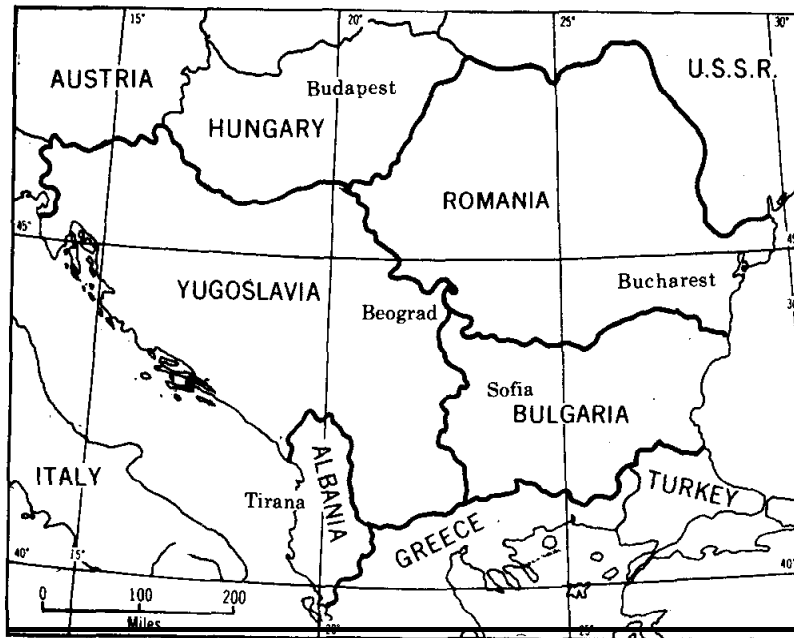 15°
20°
25°
30°
AUSTRIA
Budapest
U.S.S.R.
HUNGARY
ROMANIA
45°
YUGOSLAVIA
Bucharest
Beograd
Sofia
BULGARIA
ITALY
ALBANIA
Tirana
TURKEY
GREECE
40°
15°
40°
0 100 200
Miles